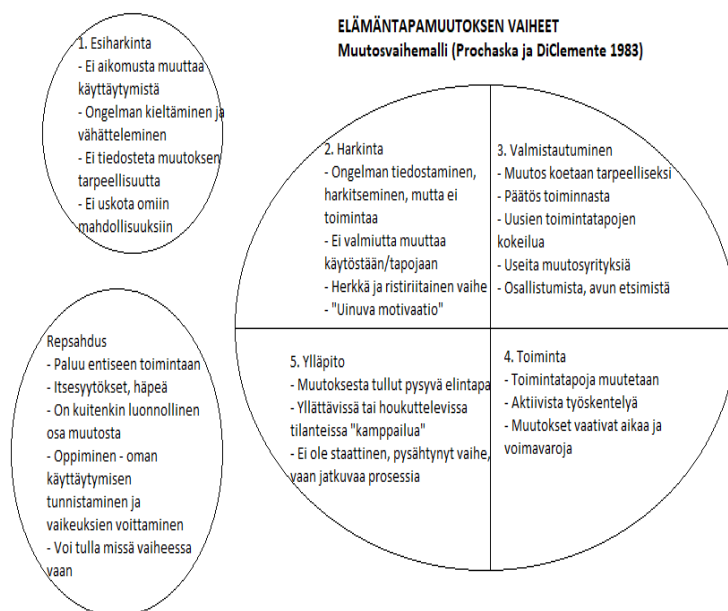 ELÄMÄNTAPAMUUTOKSEN VAIHEET
Muutosvaihemalli (Prochaska ja DiClemente 1983)
1. Esiharkinta
- Ei aikomusta muuttaa
käyttäytymistä
- Ongelman kieltäminen ja
vähätteleminen
- Ei tiedosteta muutoksen
tarpeellisuutta
- Ei uskota omiin
mahdollisuuksiin
2. Harkinta
- Ongelman tiedostaminen,
harkitseminen, mutta ei
toimintaa
- Ei valmiutta muuttaa
käytöstään/tapojaan
- Herkkä ja ristiriitainen vaihe
- "Uinuva motivaatio"
3. Valmistautuminen
- Muutos koetaan tarpeelliseksi
- Päätös toiminnasta
- Uusien toimintatapojen
kokeilua
- Useita muutosyrityksiä
- Osallistumista, avun etsimistä
4. Toiminta
- Toimintatapoja muutetaan
- Aktiivista työskentelyä
- Muutokset vaativat aikaa ja
voimavaroja
5. Ylläpito
- Muutoksesta tullut pysyvä elintapa
- Yllättävissä tai houkuttelevissa
tilanteissa "kamppailua"
- Ei ole staattinen, pysähtynyt vaihe,
vaan jatkuvaa prosessia
Repsahdus
- Paluu entiseen toimintaan
- Itsesyytökset, häpeä
- On kuitenkin luonnollinen
osa muutosta
- Oppiminen - oman
käyttäytymisen
tunnistaminen ja
vaikeuksien voittaminen
- Voi tulla missä vaiheessa
vaan